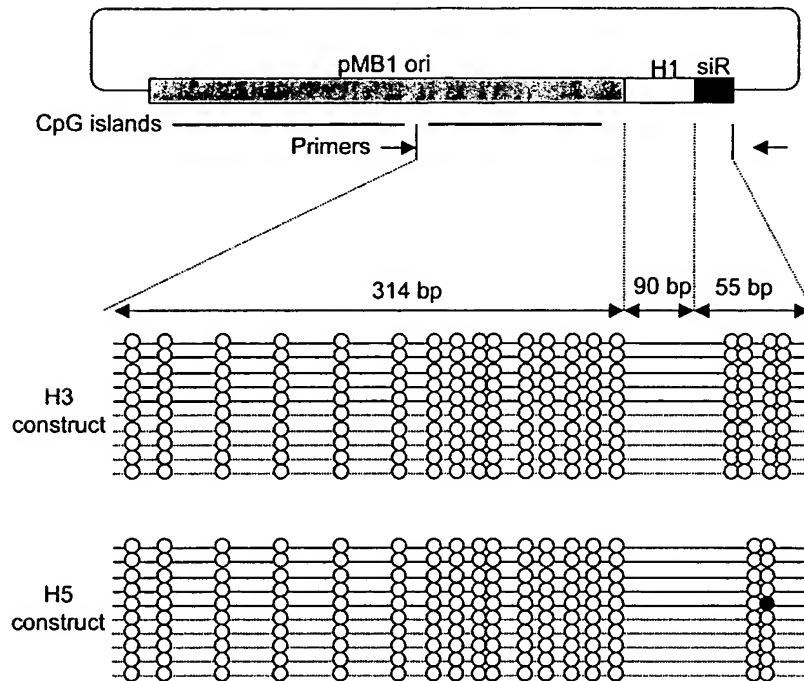 pMB1 ori
H1
siR
CpG islands
Primers
314 bp
90 bp
55 bp
H3
construct
H5
construct